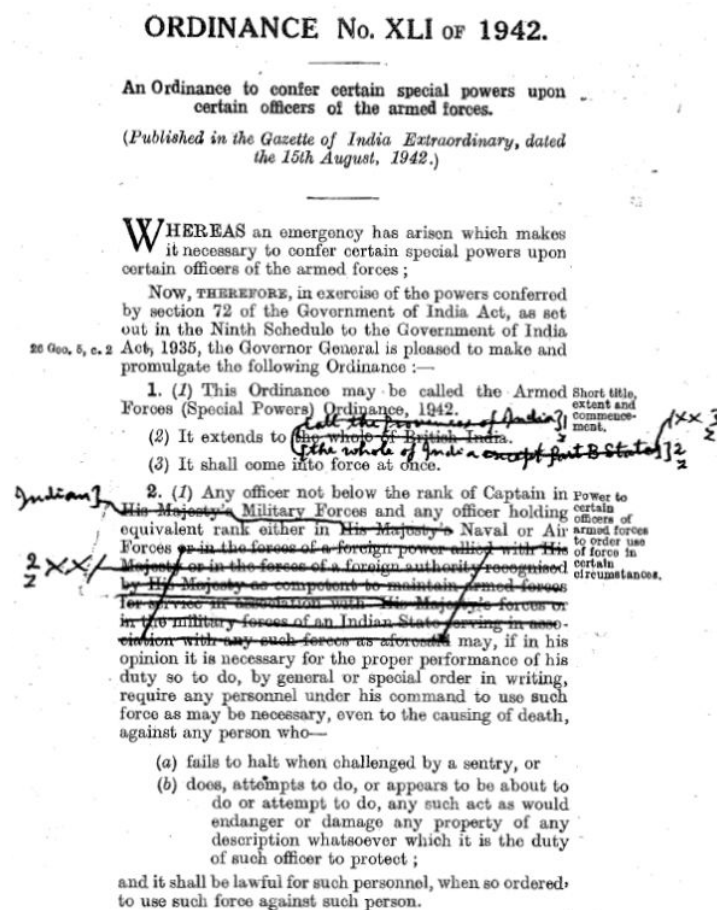 ORDINANCE No. XLI OF 1942.
An Ordinance to confer certain special powers upon
certain officers of the armed forces.
(Published in the Gazette of India Extraordinary, dated
the 15th August, 1942.)
WHEREAS an emergency has arisen which makes
it necessary to confer certain special powers upon
certain officers of the armed forces ;
NOW, THEREFORE, in exercise of the powers conferred
by section 72 of the Government of India Act, as set
out in the Ninth Schedule to the Government of India
26 Geo. 5, c. 2 Act, 1935, the Governor General is pleased to make and
promulgate the following Ordinance :—
1. (1) This Ordinance may be called the Armed Short title,
Forces (Special Powers) Ordinance, 1942. extent and
commence-
ment.
[all the provinces of India]1
(2) It extends to the whole of British India.
[the whole of India except Part B States]2
(3) It shall come into force at once.
2. (1) Any officer not below the rank of Captain in Power to
Indian] His Majesty's Military Forces and any officer holding certain
equivalent rank either in His Majesty's Naval or Air officers of
armed forces
Forces or in the forces of a foreign power allied with His to order use
Majesty or in the forces of a foreign authority recognised of force in
by His Majesty as competent to maintain armed forces certain
for service in association with His Majesty's forces or circumstances.
in the military forces of an Indian State serving in asso-
ciation with any such forces as aforesaid may, if in his
opinion it is necessary for the proper performance of his
duty so to do, by general or special order in writing,
require any personnel under his command to use such
force as may be necessary, even to the causing of death,
against any person who—
(a) fails to halt when challenged by a sentry, or
(b) does, attempts to do, or appears to be about to
do or attempt to do, any such act as would
endanger or damage any property of any
description whatsoever which it is the duty
of such officer to protect ;
and it shall be lawful for such personnel, when so ordered,
to use such force against such person.